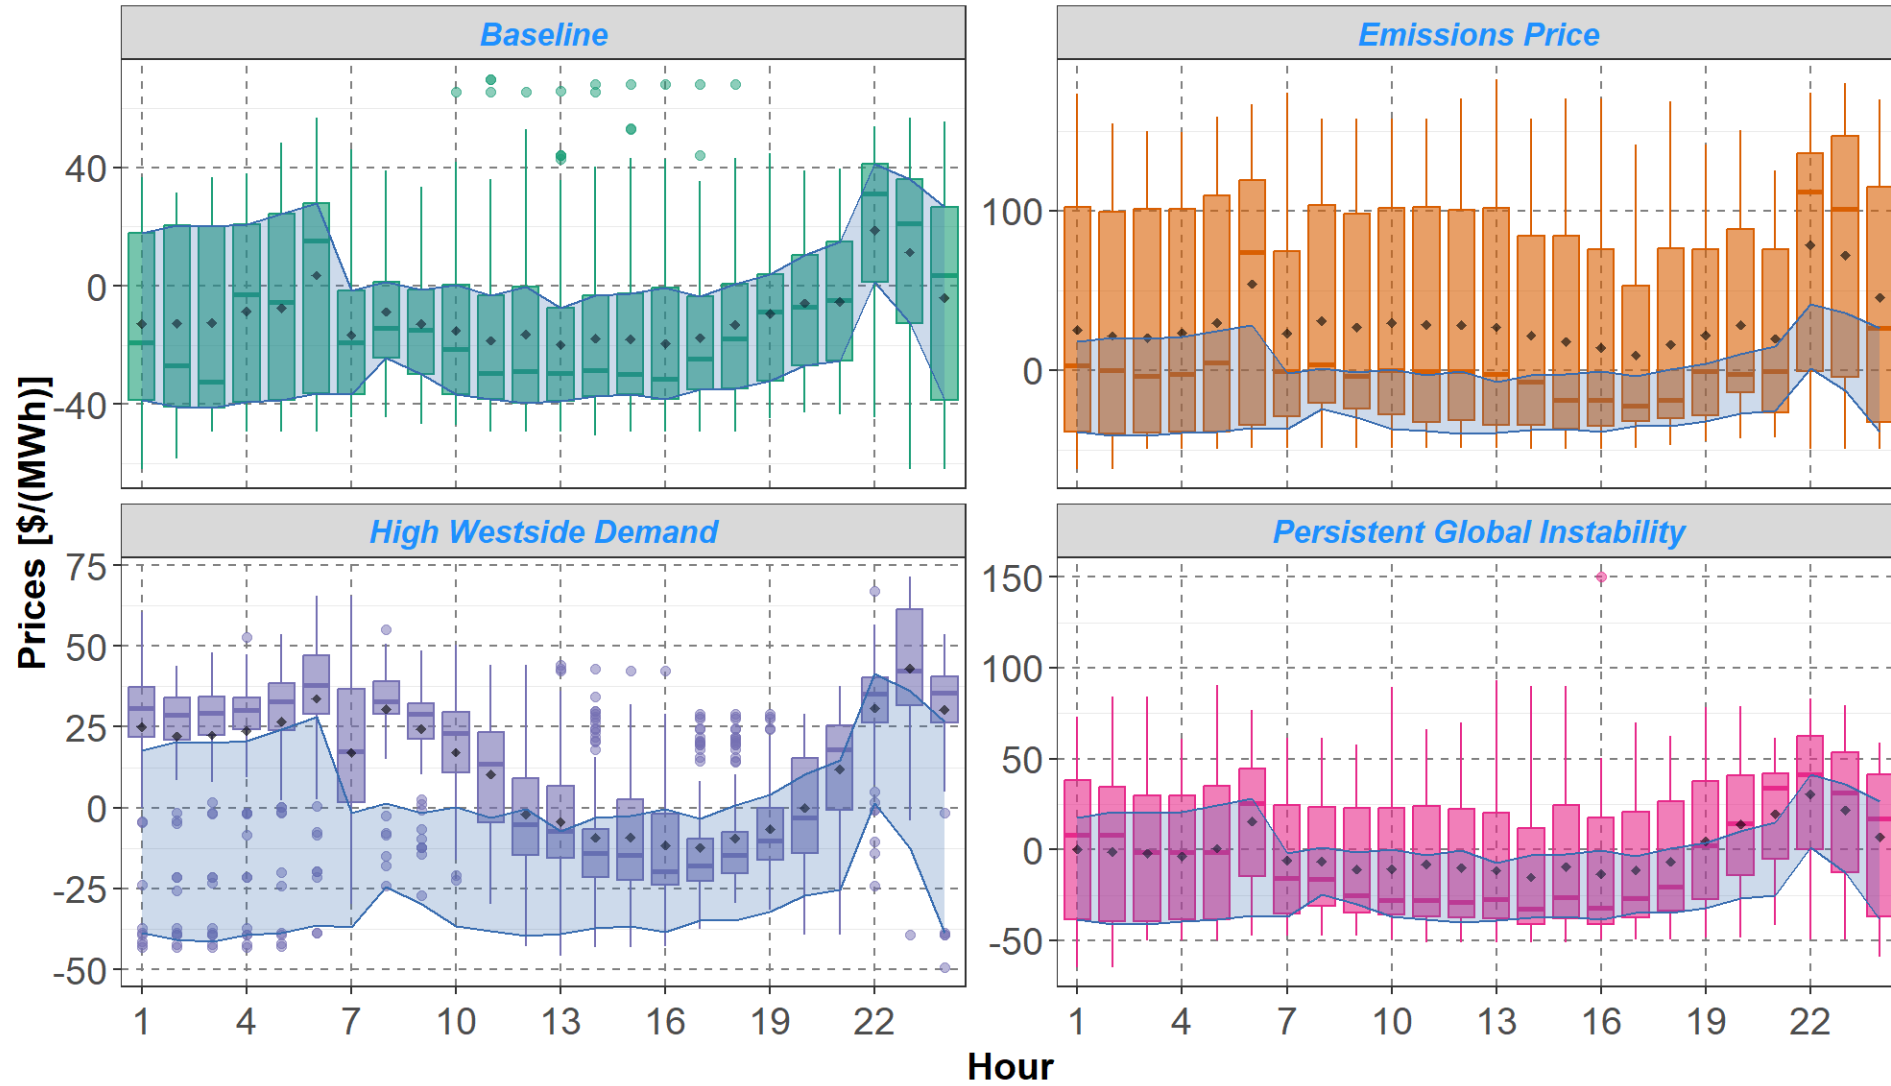 Baseline
Emissions Price
40
0
-40
100
0
High Westside Demand
Persistent Global Instability
75
50
25
0
-25
-50
150
100
50
0
-50
1 4 7 10 13 16 19 22
1 4 7 10 13 16 19 22
Prices [$/(MWh)]
Hour